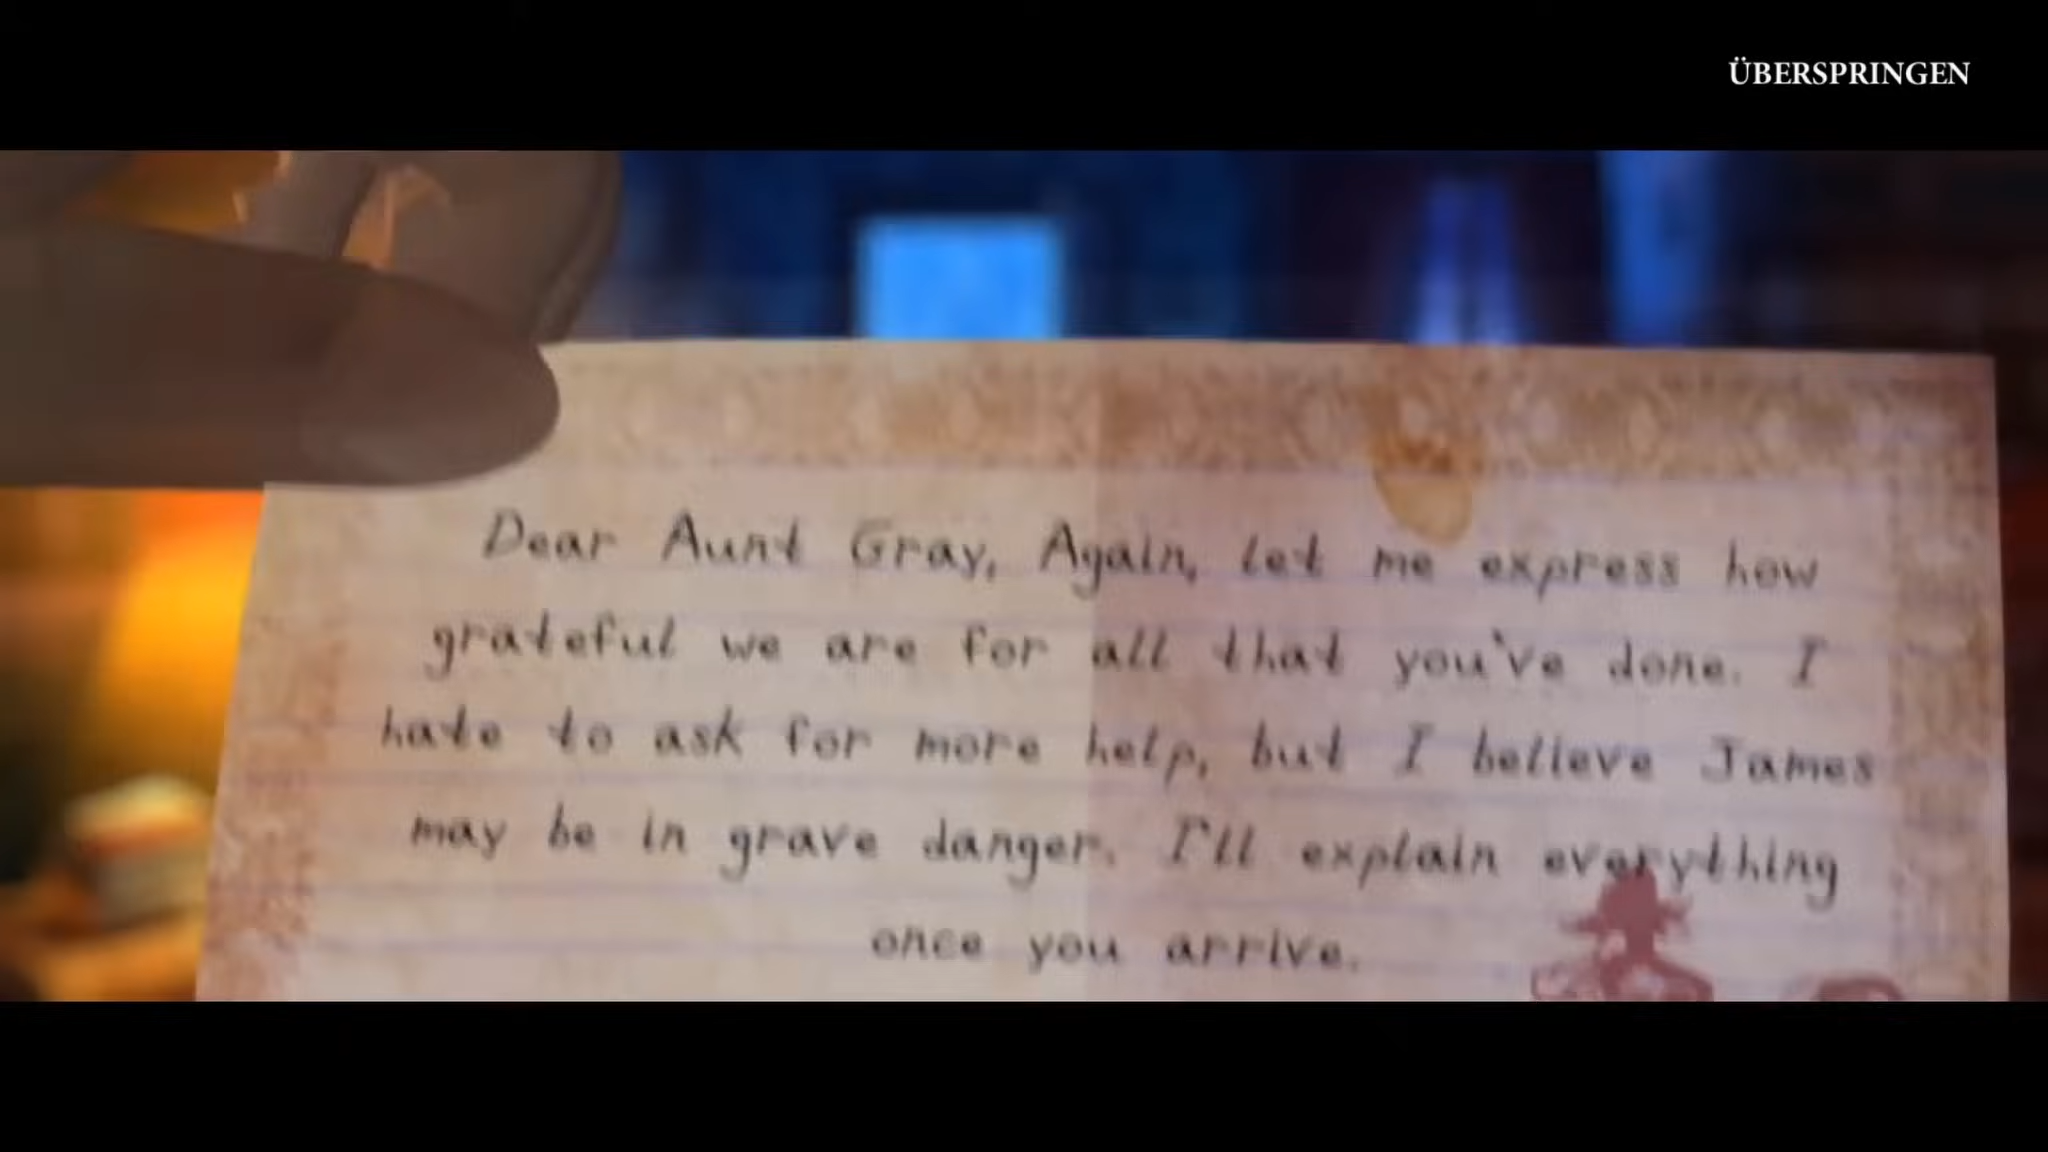 ÜBERSPRINGEN
Dear Aunt Gray, Again, let me express how
grateful we are for all that you've done. I
hate to ask for more help, but I believe James
may be in grave danger. I'll explain everything
once you arrive.